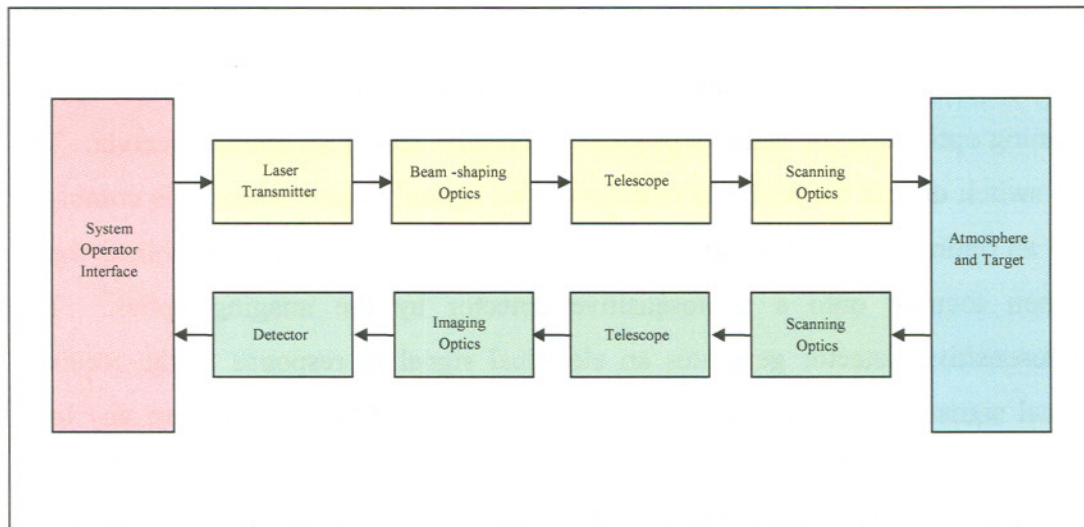 System
Operator
Interface
Laser
Transmitter
Beam -shaping
Optics
Telescope
Scanning
Optics
Atmosphere
and Target
Detector
Imaging
Optics
Telescope
Scanning
Optics